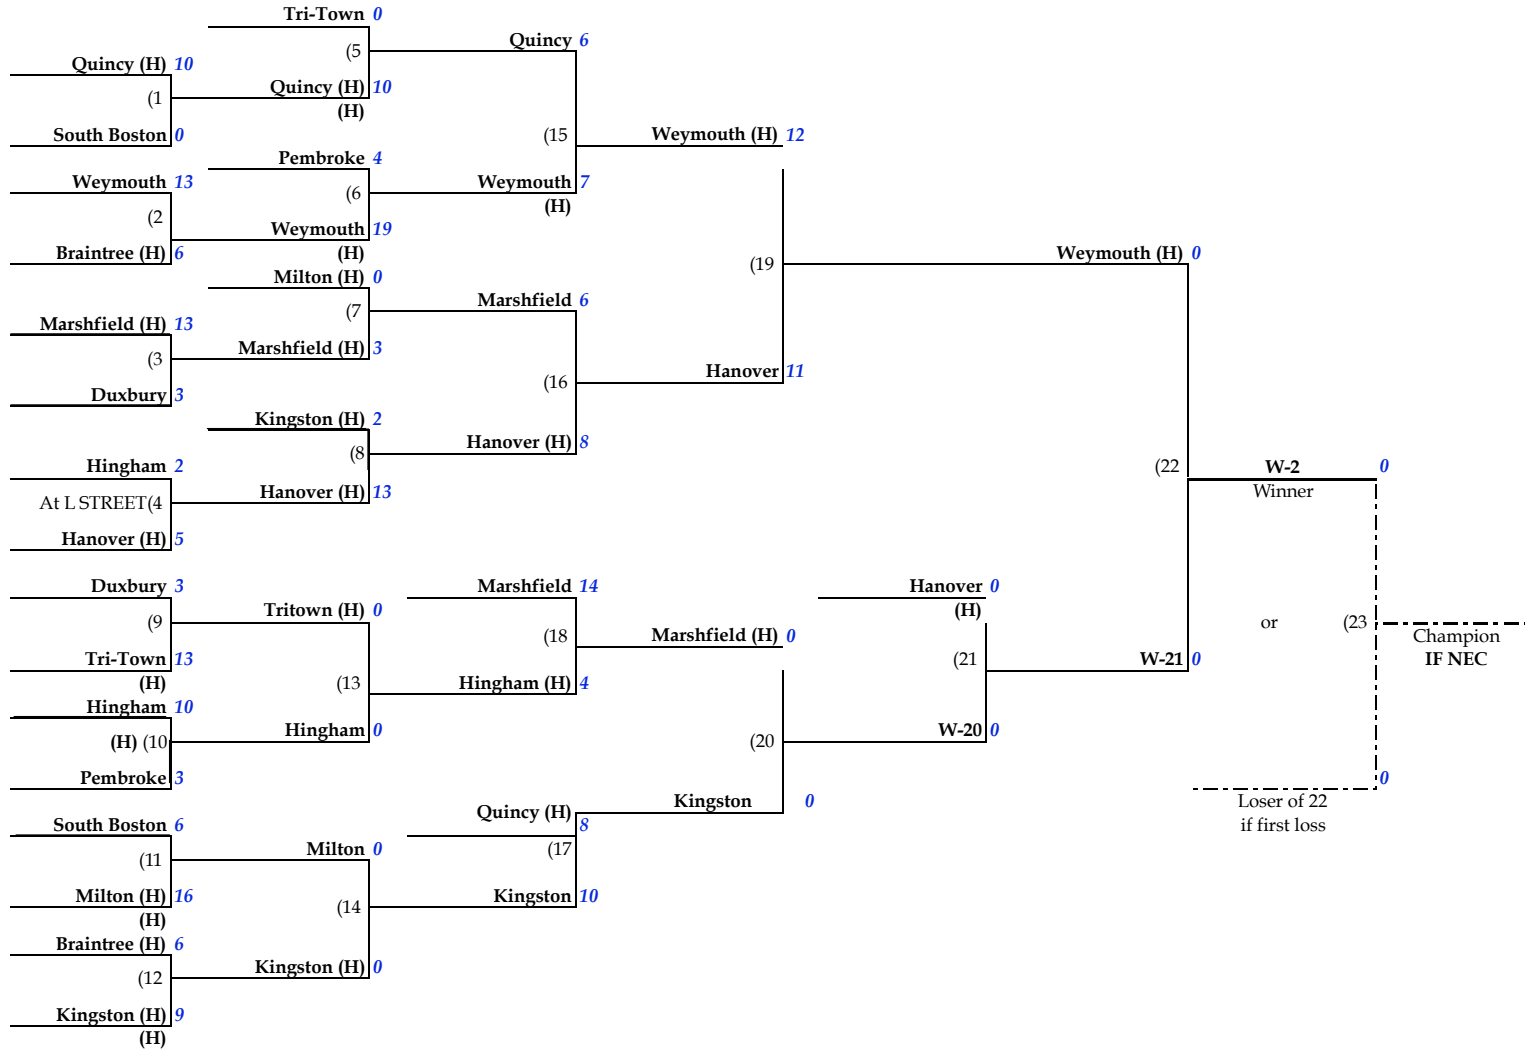 Tri-Town 0
(5
Quincy 6
Quincy (H) 10
(1
Quincy (H) 10
(H)
South Boston 0
(15
Weymouth (H) 12
Pembroke 4
Weymouth 13
(6
Weymouth 7
(H)
(2
Weymouth 19
(H)
Braintree (H) 6
(19
Weymouth (H) 0
Milton (H) 0
Marshfield 6
(7
Marshfield (H) 13
(3
Marshfield (H) 3
Duxbury 3
(16
Hanover 11
Kingston (H) 2
(8
Hanover (H) 8
Hingham 2
At L STREET(4
Hanover (H) 13
Hanover (H) 5
(22
W-2 0
Winner
Duxbury 3
(9
Tritown (H) 0
Marshfield 14
Hanover 0
(H)
(18
Marshfield (H) 0
or
(23
Champion
IF NEC
Tri-Town 13
(H)
(13
Hingham (H) 4
(21
W-21 0
Hingham 10
(H) (10
Hingham 0
Pembroke 3
(20
W-20 0
0
Loser of 22
if first loss
South Boston 6
Quincy (H)
8
Kingston 0
(11
Milton 0
(17
Milton (H) 16
(H)
(14
Kingston 10
Braintree (H) 6
(12
Kingston (H) 0
Kingston (H) 9
(H)